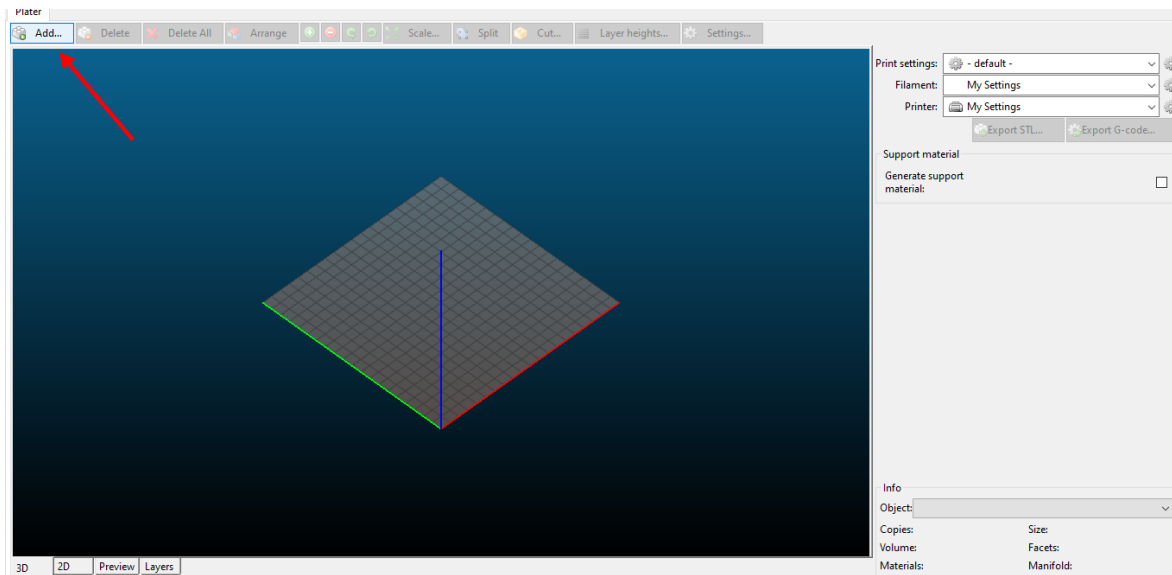 Plater
Add... Delete Delete All Arrange Scale... Split Cut... Layer heights... Settings...
Print settings: - default -
Filament: My Settings
Printer: My Settings
Export STL... Export G-code...
Support material
Generate support
material:
Info
Object:
Copies: Size:
Volume: Facets:
Materials: Manifold:
3D 2D Preview Layers